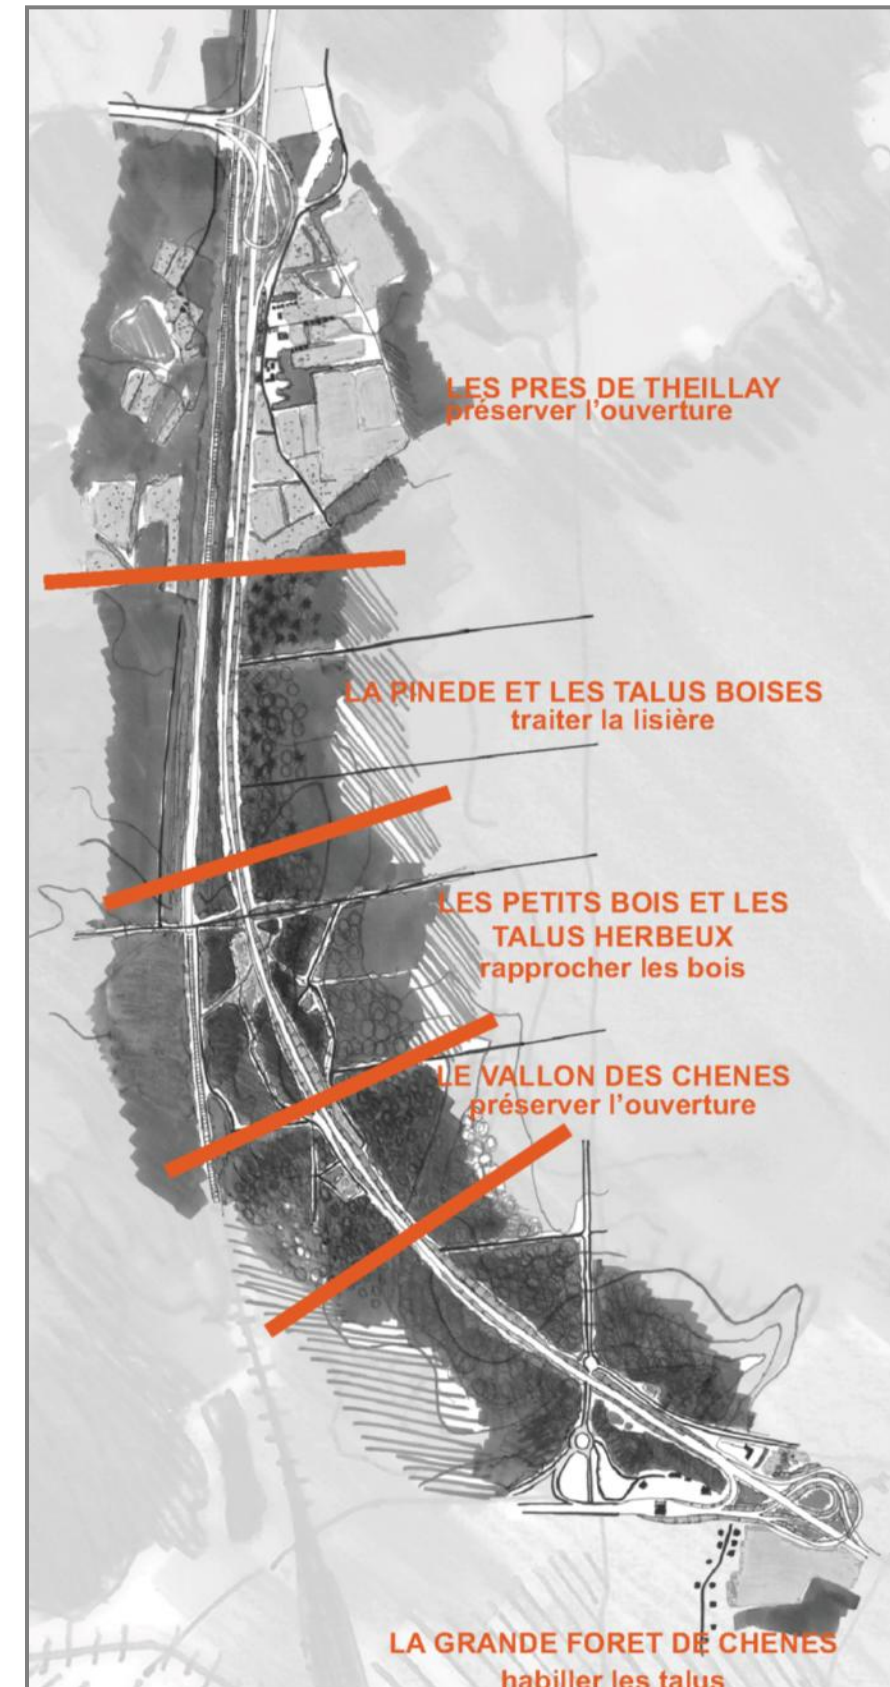 LES PRES DE THEILLAY
préserver l'ouverture
LA PINEDE ET LES TALUS BOISES
traiter la lisière
LES PETITS BOIS ET LES
TALUS HERBEUX
rapprocher les bois
LE VALLON DES CHENES
préserver l'ouverture
LA GRANDE FORET DE CHENES
habiller les talus